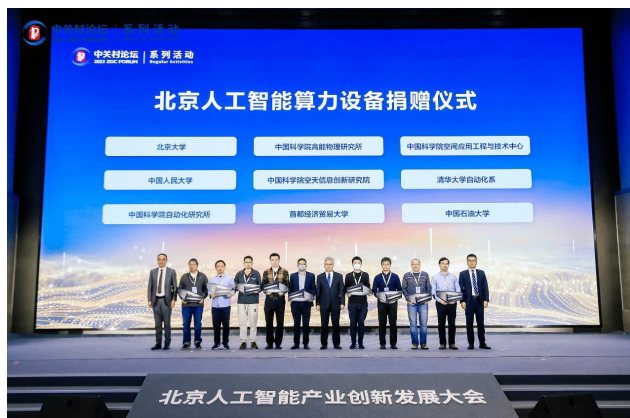 中关村论坛 系列活动
中关村论坛 系列活动
2023 ZGC FORUM Regular Activities
北京人工智能算力设备捐赠仪式
北京大学 中国科学院高能物理研究所 中国科学院空间应用工程与技术中心
中国人民大学 中国科学院空天信息创新研究院 清华大学自动化系
中国科学院自动化研究所 首都经济贸易大学 中国石油大学
北京人工智能产业创新发展大会